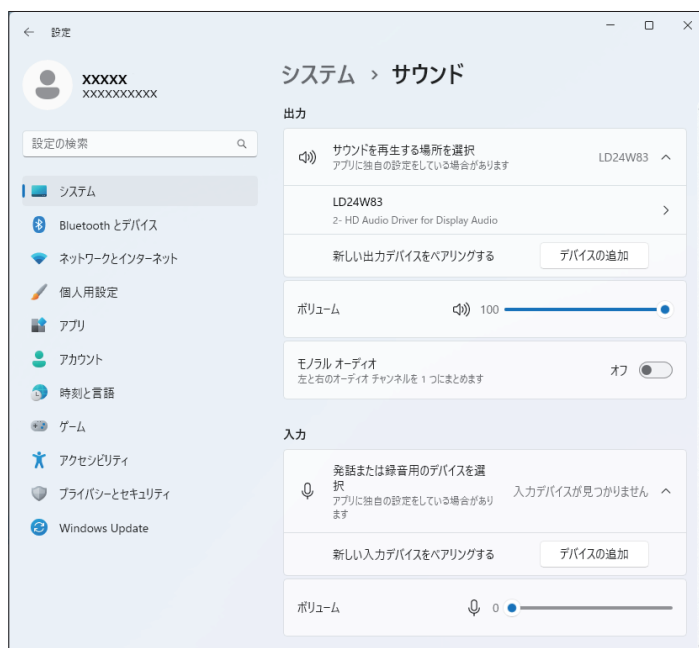 設定
XXXXX
XXXXXXXXXX
設定の検索
システム
Bluetooth とデバイス
ネットワークとインターネット
個人用設定
アプリ
アカウント
時刻と言語
ゲーム
アクセシビリティ
プライバシーとセキュリティ
Windows Update
システム › サウンド
出力
サウンドを再生する場所を選択
アプリに独自の設定をしている場合があります
LD24W83
LD24W83
2- HD Audio Driver for Display Audio
新しい出力デバイスをペアリングする
デバイスの追加
ボリューム
100
モノラル オーディオ
左と右のオーディオ チャンネルを 1 つにまとめます
オフ
入力
発話または録音用のデバイスを選
択
アプリに独自の設定をしている場合があり
ます
入力デバイスが見つかりません
新しい入力デバイスをペアリングする
デバイスの追加
ボリューム
0